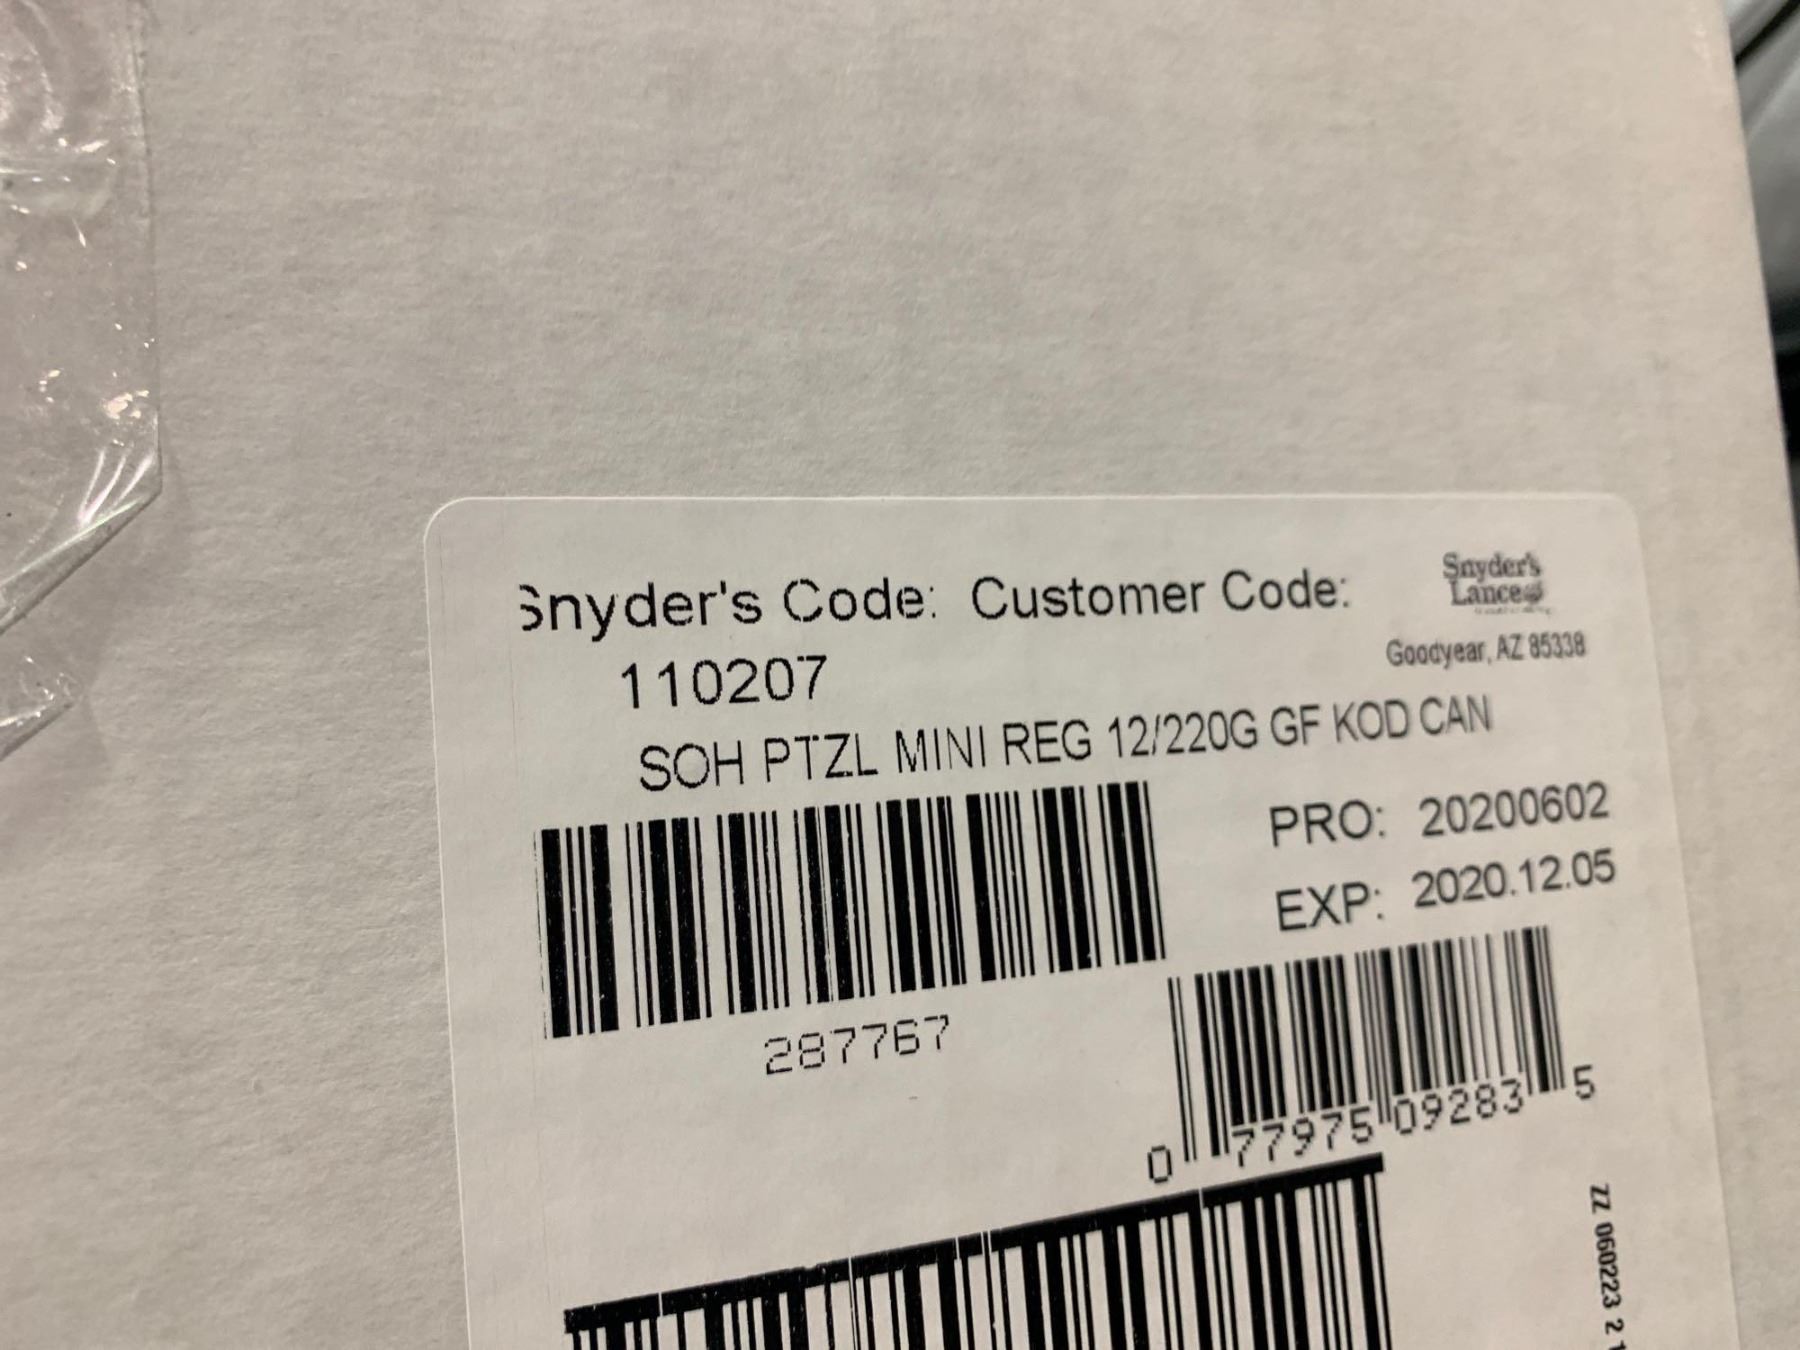 Snyder's Code: Customer Code:
Snyder's
Lance
Goodyear, AZ 85338
110207
SOH PTZL MINI REG 12/220G GF KOD CAN
PRO: 20200602
EXP: 2020.12.05
287767
0 77975 09283 5
ZZ 060223 2